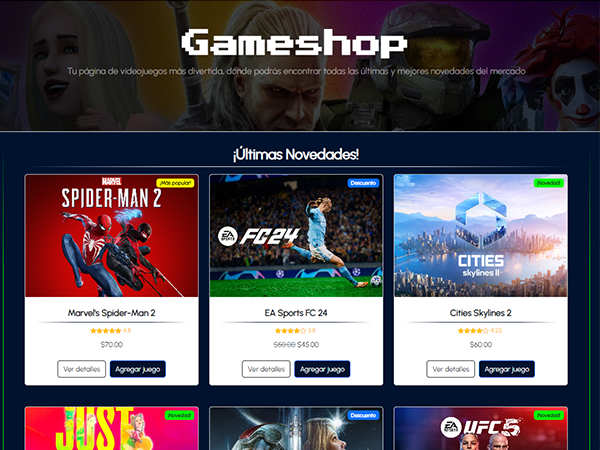 Gameshop
Tu página de videojuegos más divertida, donde podrás encontrar todas las últimas y mejores novedades del mercado
¡Últimas Novedades!
¡Más popular!
MARVEL
SPIDER-MAN 2
Marvel's Spider-Man 2
4.8
$70.00
Ver detalles
Agregar juego
Descuento
EA SPORTS FC 24
EA Sports FC 24
3.8
$60.00 $45.00
Ver detalles
Agregar juego
¡Novedad!
CITIES
skylines II
Cities Skylines 2
4.25
$60.00
Ver detalles
Agregar juego
¡Novedad!
JUST
Descuento
¡Novedad!
EA SPORTS UFC 5